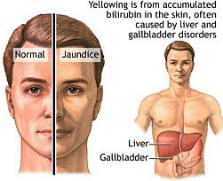 Yellowing is from accumulated
bilirubin in the skin, often
caused by liver and
gallbladder disorders
Normal
Jaundice
Liver
Gallbladder